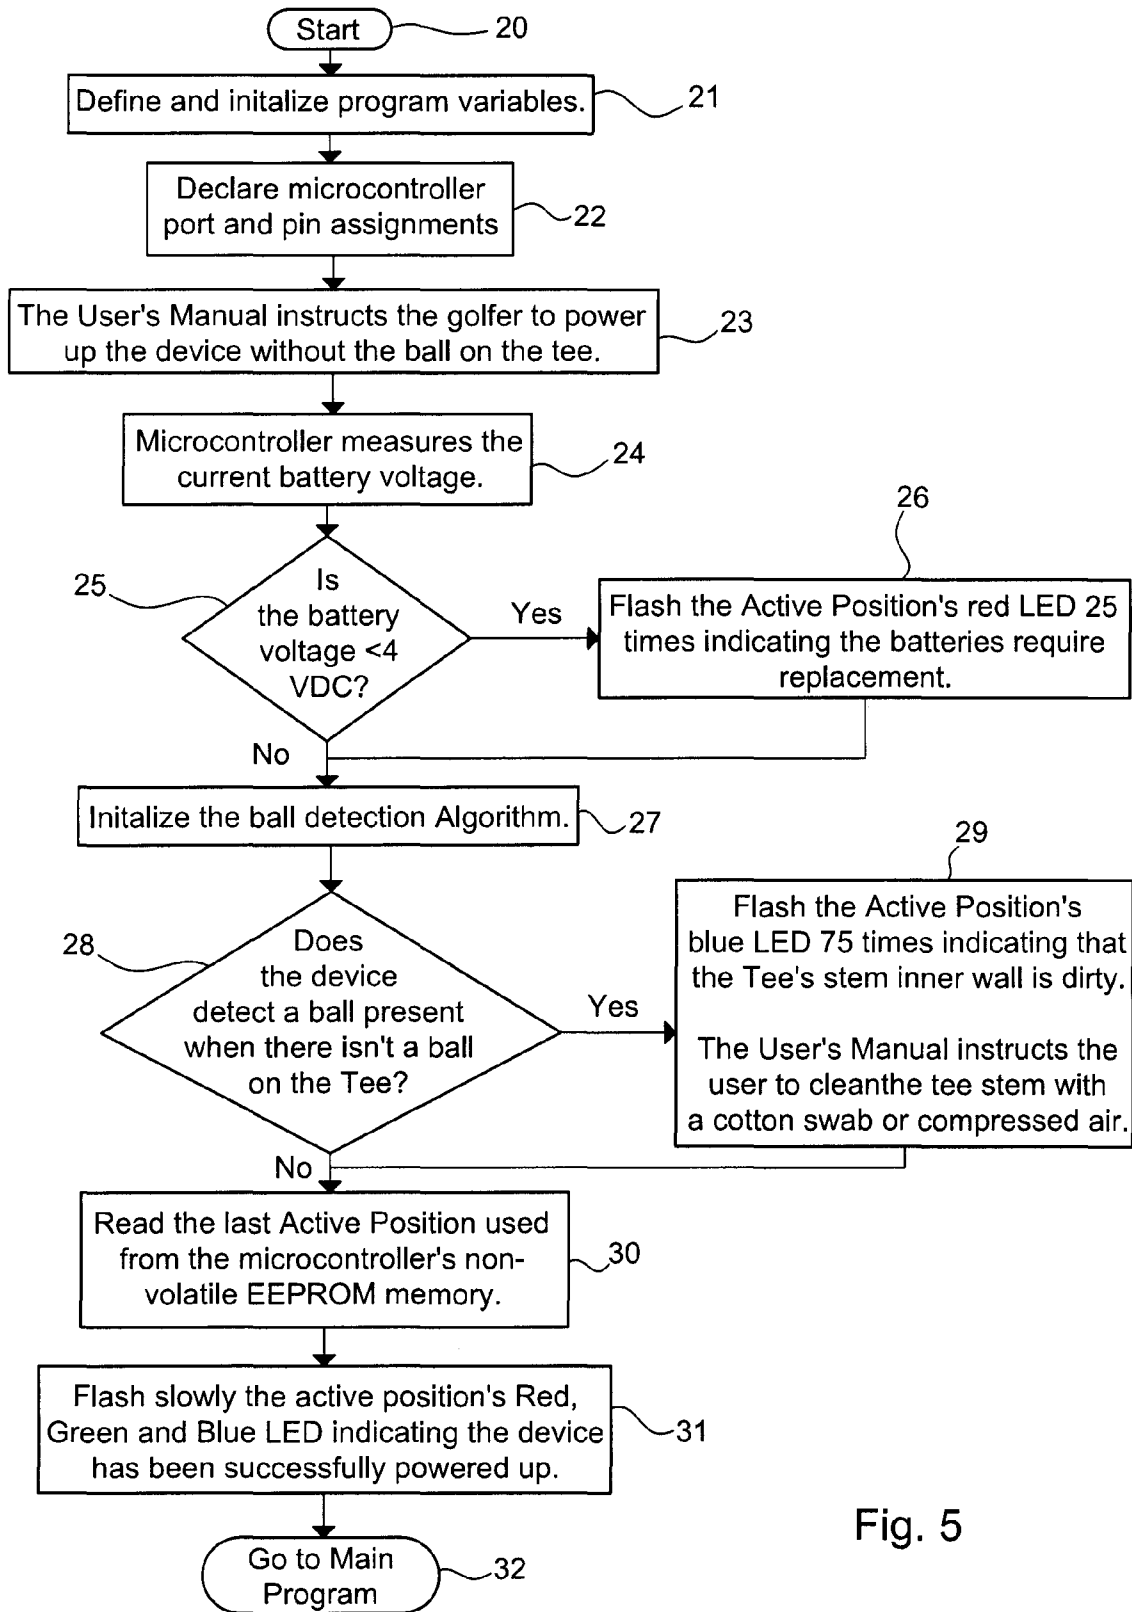 Start
20
Define and initalize program variables.
21
Declare microcontroller
port and pin assignments
22
The User's Manual instructs the golfer to power
up the device without the ball on the tee.
23
Microcontroller measures the
current battery voltage.
24
25
Is
the battery
voltage <4
VDC?
Yes
26
Flash the Active Position's red LED 25
times indicating the batteries require
replacement.
No
Initalize the ball detection Algorithm.
27
28
Does
the device
detect a ball present
when there isn't a ball
on the Tee?
Yes
29
Flash the Active Position's
blue LED 75 times indicating that
the Tee's stem inner wall is dirty.
The User's Manual instructs the
user to cleanthe tee stem with
a cotton swab or compressed air.
No
Read the last Active Position used
from the microcontroller's non-
volatile EEPROM memory.
30
Flash slowly the active position's Red,
Green and Blue LED indicating the device
has been successfully powered up.
31
Go to Main
Program
32
Fig. 5